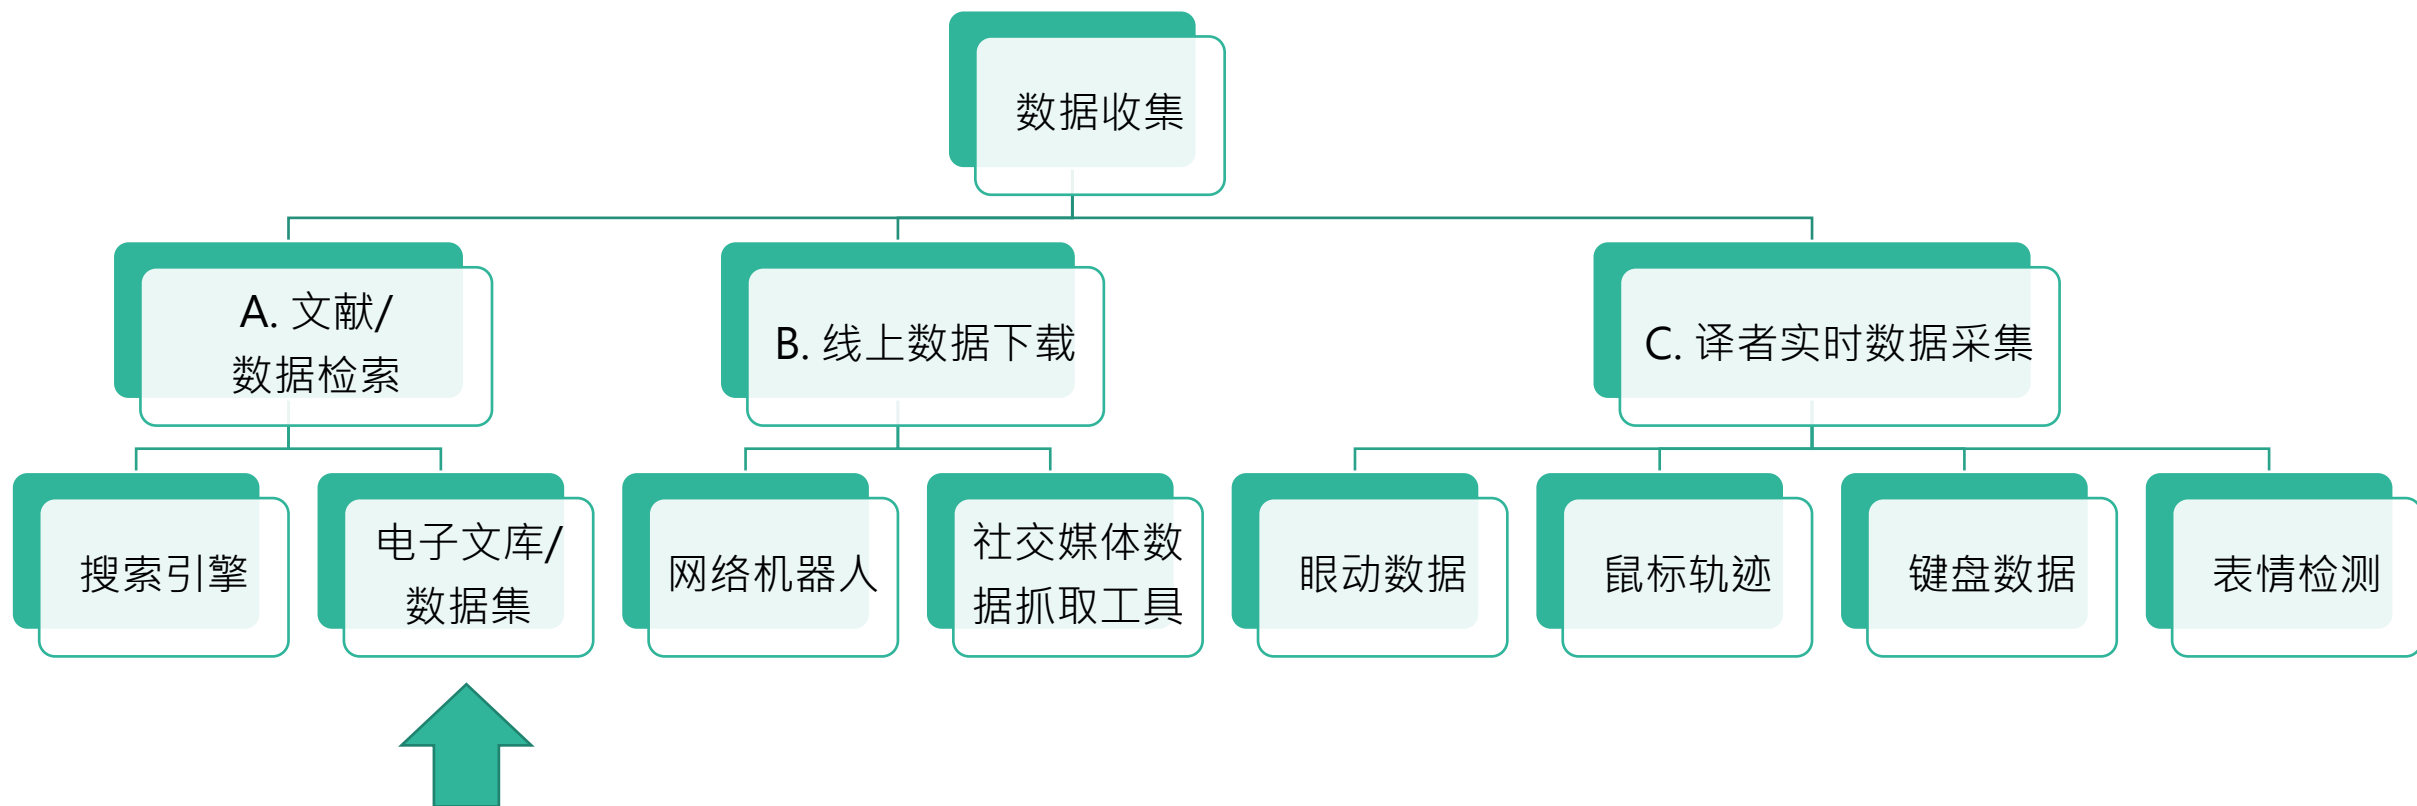 数据收集
A. 文献/
数据检索
B. 线上数据下载
C. 译者实时数据采集
搜索引擎
电子文库/
数据集
网络机器人
社交媒体数
据抓取工具
眼动数据
鼠标轨迹
键盘数据
表情检测